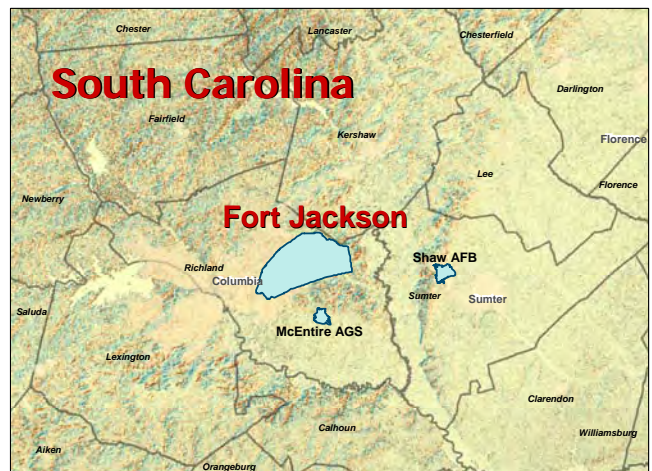 Chester
Lancaster
Chesterfield
South Carolina
Darlington
Fairfield
Kershaw
Florence
Lee
Florence
Newberry
Fort Jackson
Shaw AFB
Richland
Columbia
Sumter
Sumter
Saluda
McEntire AGS
Lexington
Clarendon
Calhoun
Williamsburg
Aiken
Orangeburg